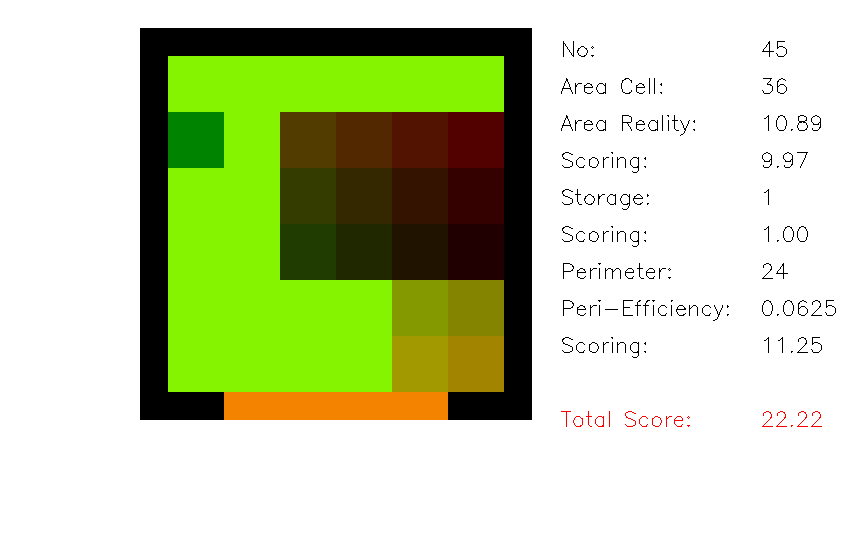 No: 45
Area Cell: 36
Area Reality: 10.89
Scoring: 9.97
Storage: 1
Scoring: 1.00
Perimeter: 24
Peri-Efficiency: 0.0625
Scoring: 11.25
Total Score: 22.22